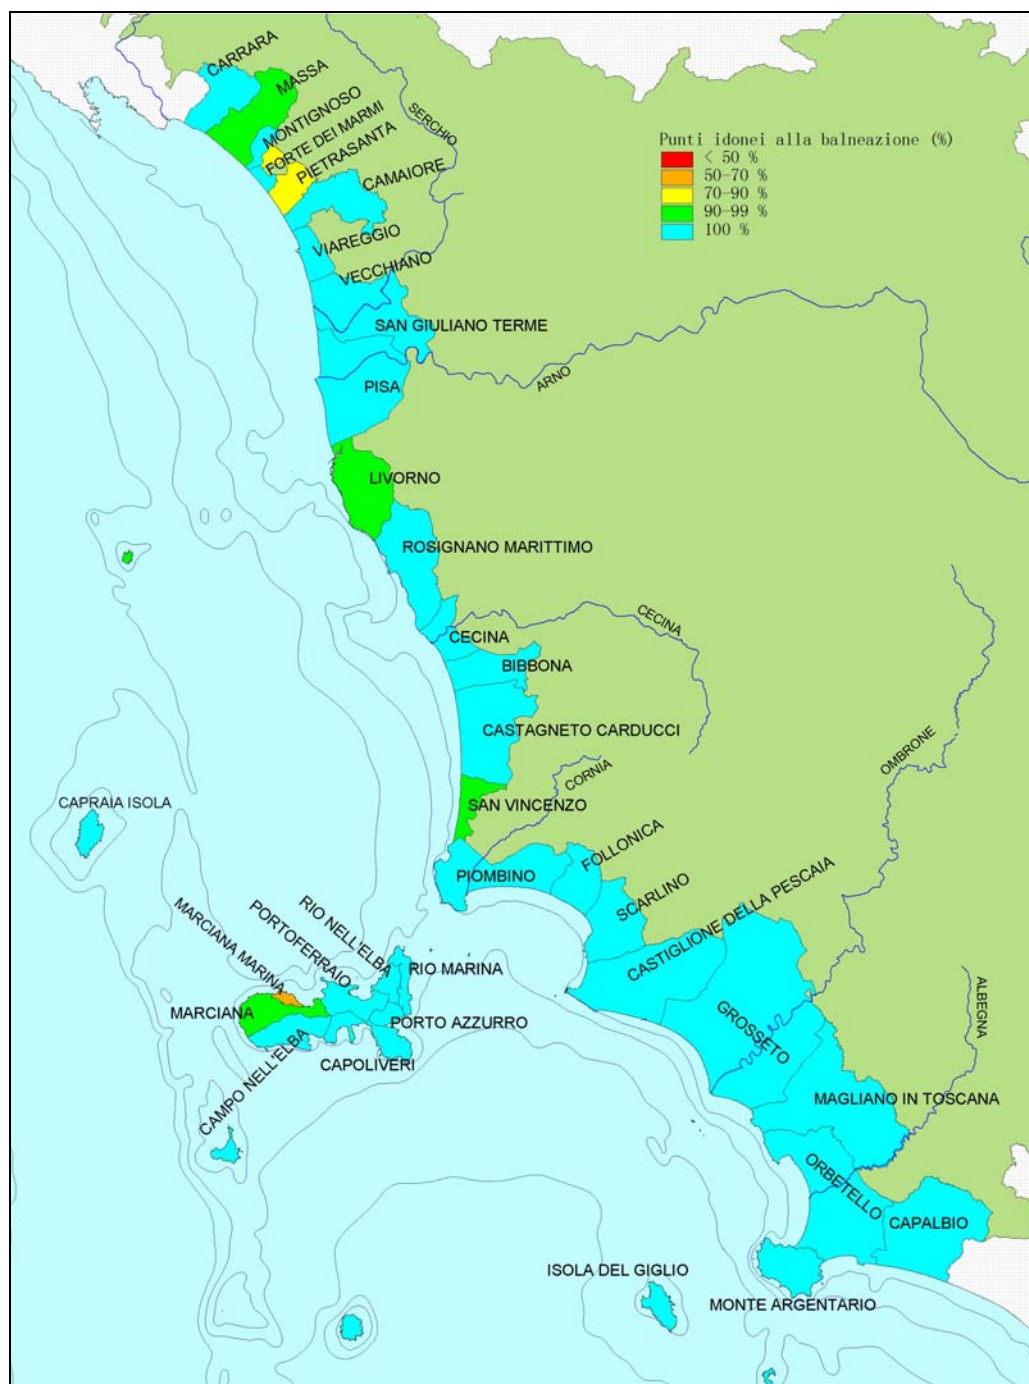 CARRARA
MASSA
MONTIGNOSO
FORTE DEI MARMI
PIETRASANTA
SERCHIO
CAMAIORE
Punti idonei alla balneazione (%)
< 50 %
50-70 %
70-90 %
90-99 %
100 %
VIAREGGIO
VECCHIANO
SAN GIULIANO TERME
ARNO
PISA
LIVORNO
ROSIGNANO MARITTIMO
CECINA
CECINA
BIBBONA
CASTAGNETO CARDUCCI
OMBRONE
CORNIA
CAPRAIA ISOLA
SAN VINCENZO
FOLLONICA
PIOMBINO
SCARLINO
CASTIGLIONE DELLA PESCAIA
MARCIANA MARINA
PORTOFERRAIO
RIO NELL'ELBA
RIO MARINA
ALBEGNA
MARCIANA
PORTO AZZURRO
GROSSETO
CAMPO NELL'ELBA
CAPOLIVERI
MAGLIANO IN TOSCANA
ORBETELLO
CAPALBIO
ISOLA DEL GIGLIO
MONTE ARGENTARIO